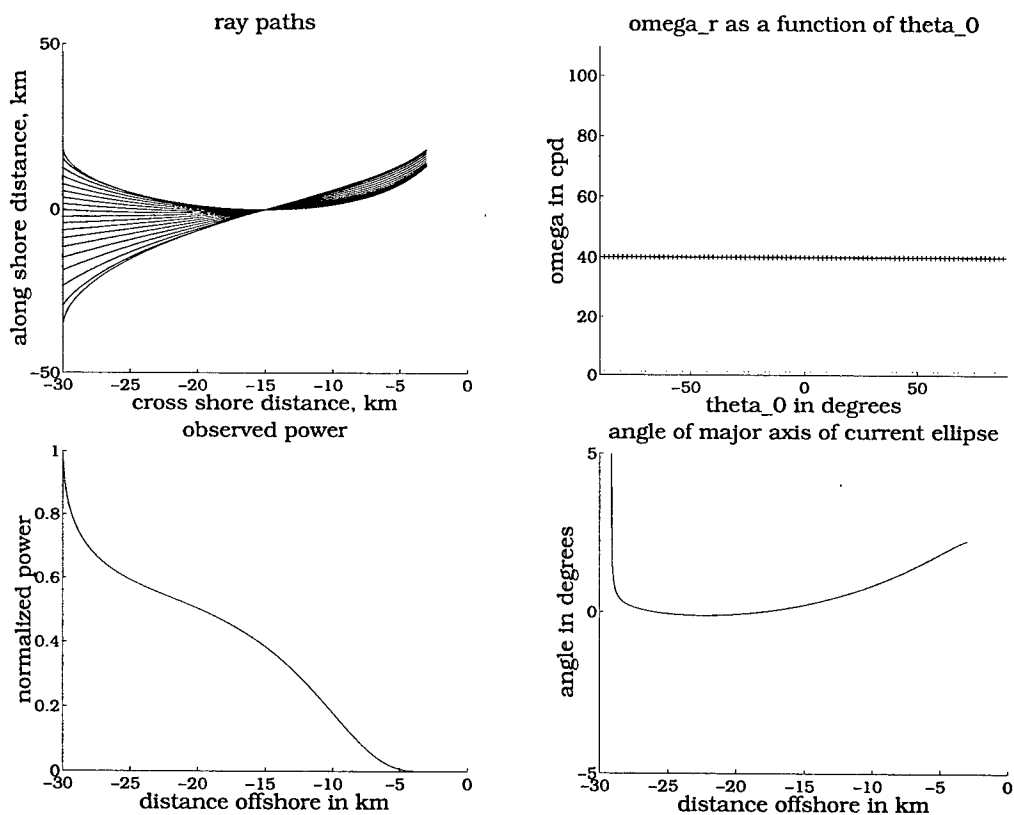 ray paths
50
0
-50
along shore distance, km
-30 -25 -20 -15 -10 -5 0
cross shore distance, km
omega_r as a function of theta_0
100
80
60
40
20
0
omega in cpd
-50 0 50
theta_0 in degrees
observed power
1
0.8
0.6
0.4
0.2
0
normalized power
-30 -25 -20 -15 -10 -5 0
distance offshore in km
angle of major axis of current ellipse
5
0
-5
angle in degrees
-30 -25 -20 -15 -10 -5 0
distance offshore in km